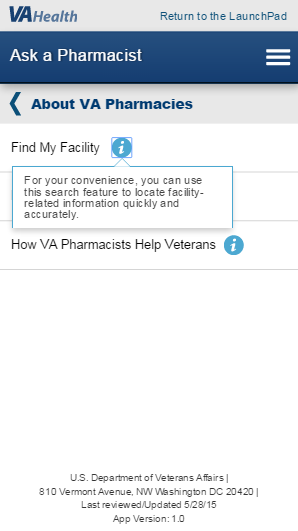 VA Health
Return to the LaunchPad
Ask a Pharmacist
About VA Pharmacies
Find My Facility
For your convenience, you can use
this search feature to locate facility-
related information quickly and
accurately.
How VA Pharmacists Help Veterans
U.S. Department of Veterans Affairs |
810 Vermont Avenue, NW Washington DC 20420 |
Last reviewed/Updated 5/28/15
App Version: 1.0